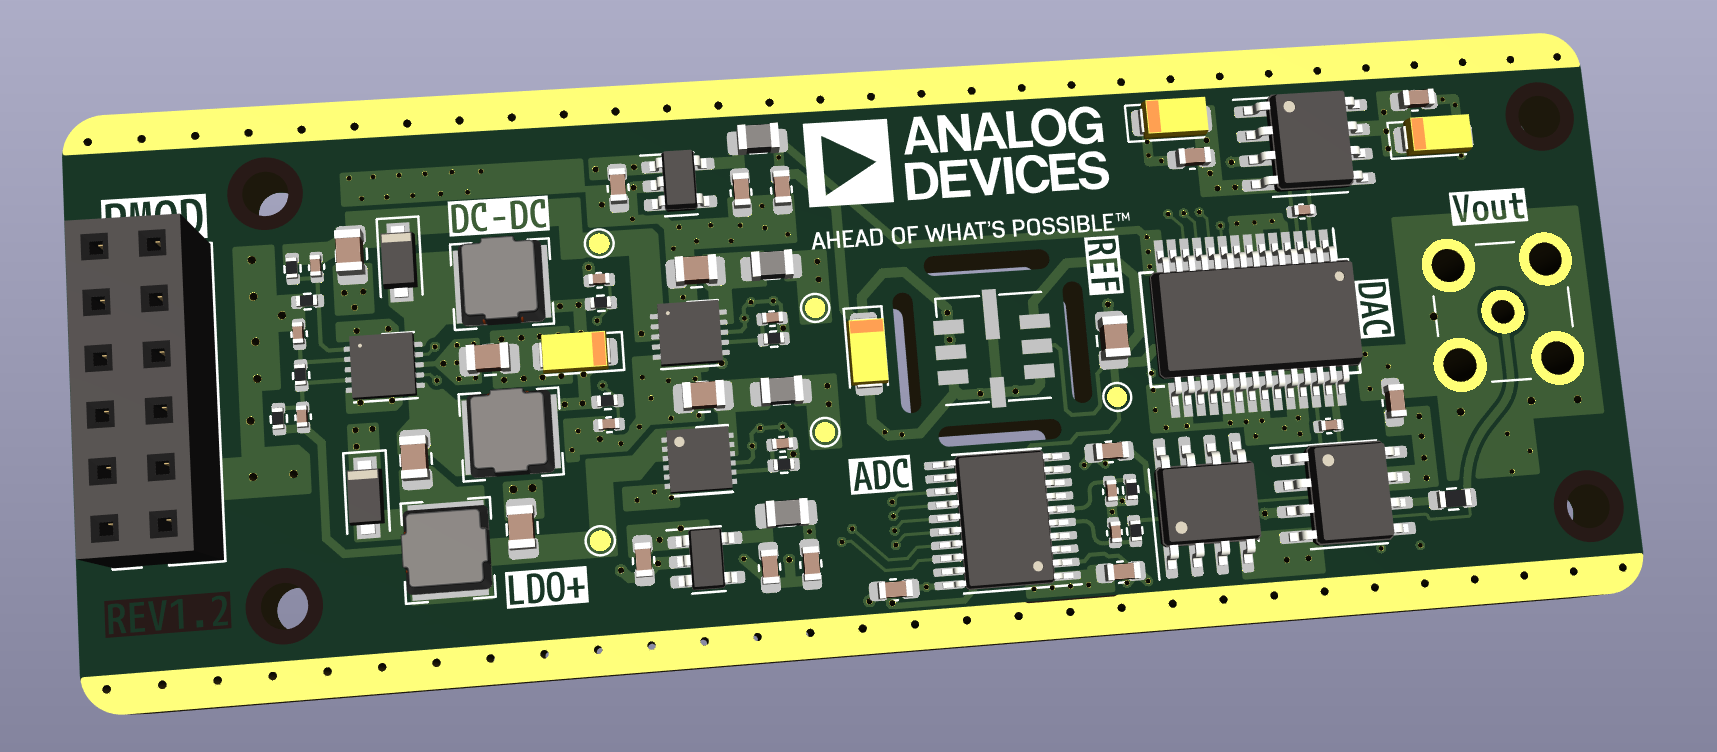 ANALOG
DEVICES
AHEAD OF WHAT'S POSSIBLE™
PMOD
DC-DC
REF
Vout
DAC
ADC
LDO+
REV1.2